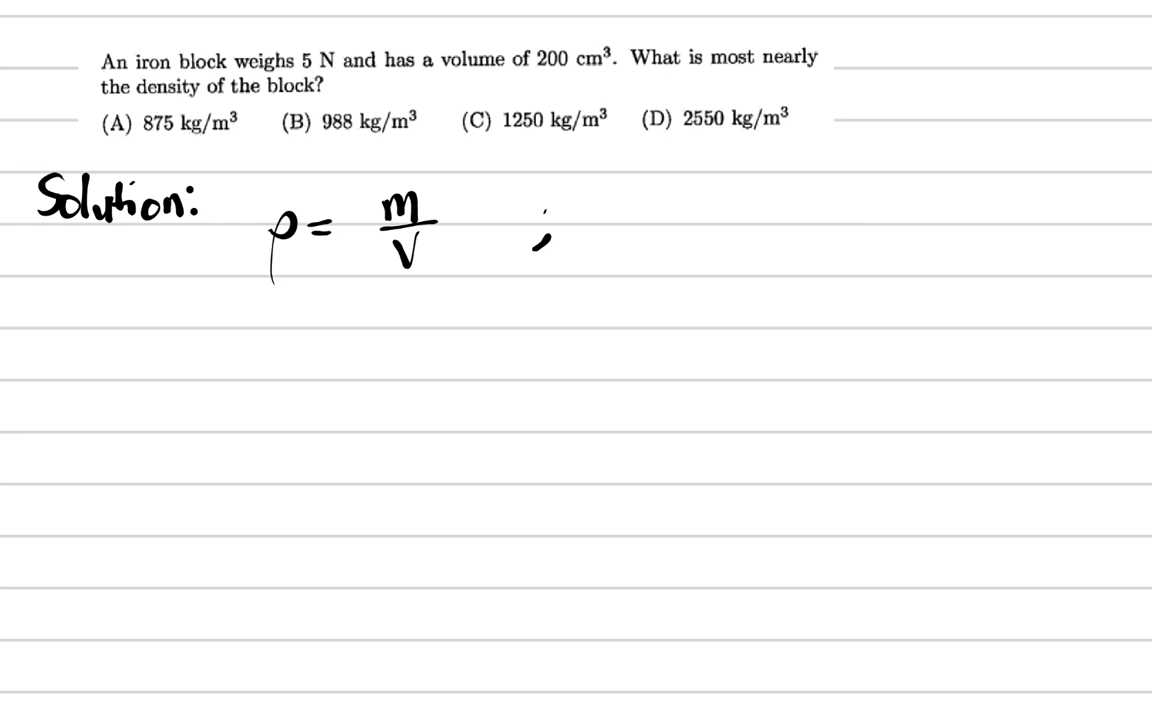 An iron block weighs 5 N and has a volume of 200 cm³. What is most nearly
the density of the block?
(A) 875 kg/m³ (B) 988 kg/m³ (C) 1250 kg/m³ (D) 2550 kg/m³
Solution: ρ = m/V ;